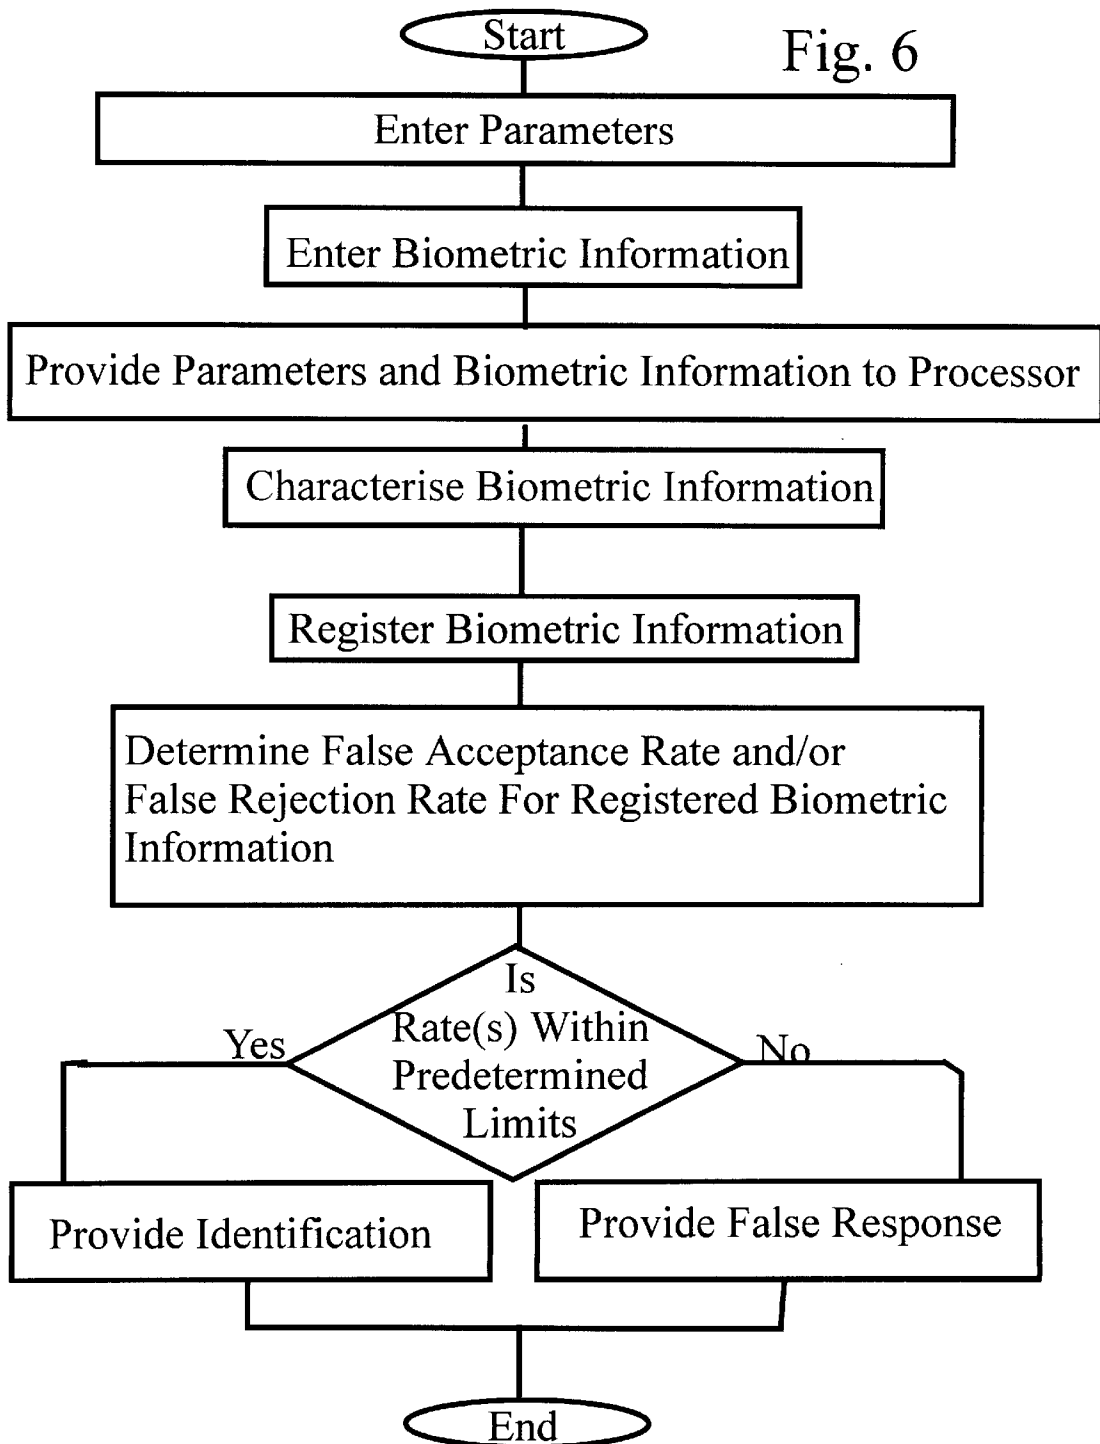 Start
Fig. 6
Enter Parameters
Enter Biometric Information
Provide Parameters and Biometric Information to Processor
Characterise Biometric Information
Register Biometric Information
Determine False Acceptance Rate and/or
False Rejection Rate For Registered Biometric
Information
Is
Rate(s) Within
Predetermined
Limits
Yes
No
Provide Identification
Provide False Response
End